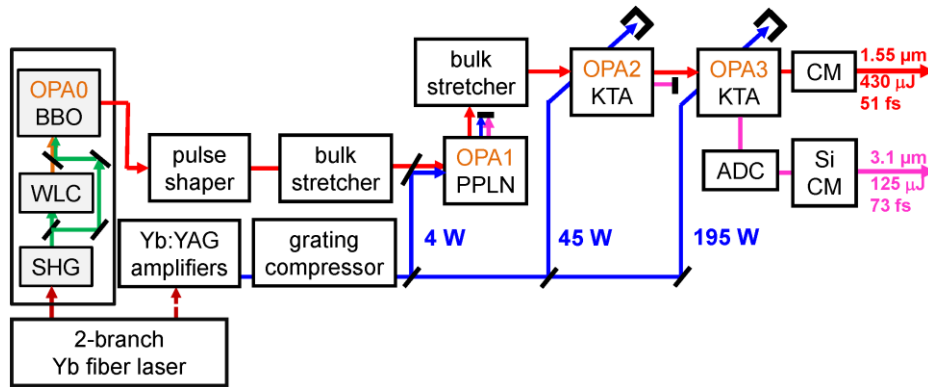 OPA0
BBO
WLC
SHG
2-branch
Yb fiber laser
pulse
shaper
bulk
stretcher
Yb:YAG
amplifiers
grating
compressor
bulk
stretcher
OPA1
PPLN
4 W
OPA2
KTA
45 W
OPA3
KTA
195 W
CM
1.55 µm
430 µJ
51 fs
ADC
Si
CM
3.1 µm
125 µJ
73 fs